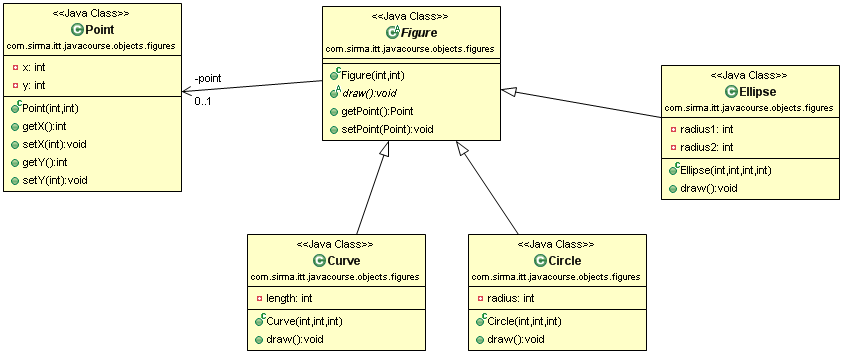 <<Java Class>>
Point
com.sirma.itt.javacourse.objects.figures
x: int
y: int
Point(int,int)
getX():int
setX(int):void
getY():int
setY(int):void
-point
0..1
<<Java Class>>
Figure
com.sirma.itt.javacourse.objects.figures
Figure(int,int)
draw():void
getPoint():Point
setPoint(Point):void
<<Java Class>>
Ellipse
com.sirma.itt.javacourse.objects.figures
radius1: int
radius2: int
Ellipse(int,int,int,int)
draw():void
<<Java Class>>
Curve
com.sirma.itt.javacourse.objects.figures
length: int
Curve(int,int,int)
draw():void
<<Java Class>>
Circle
com.sirma.itt.javacourse.objects.figures
radius: int
Circle(int,int,int)
draw():void